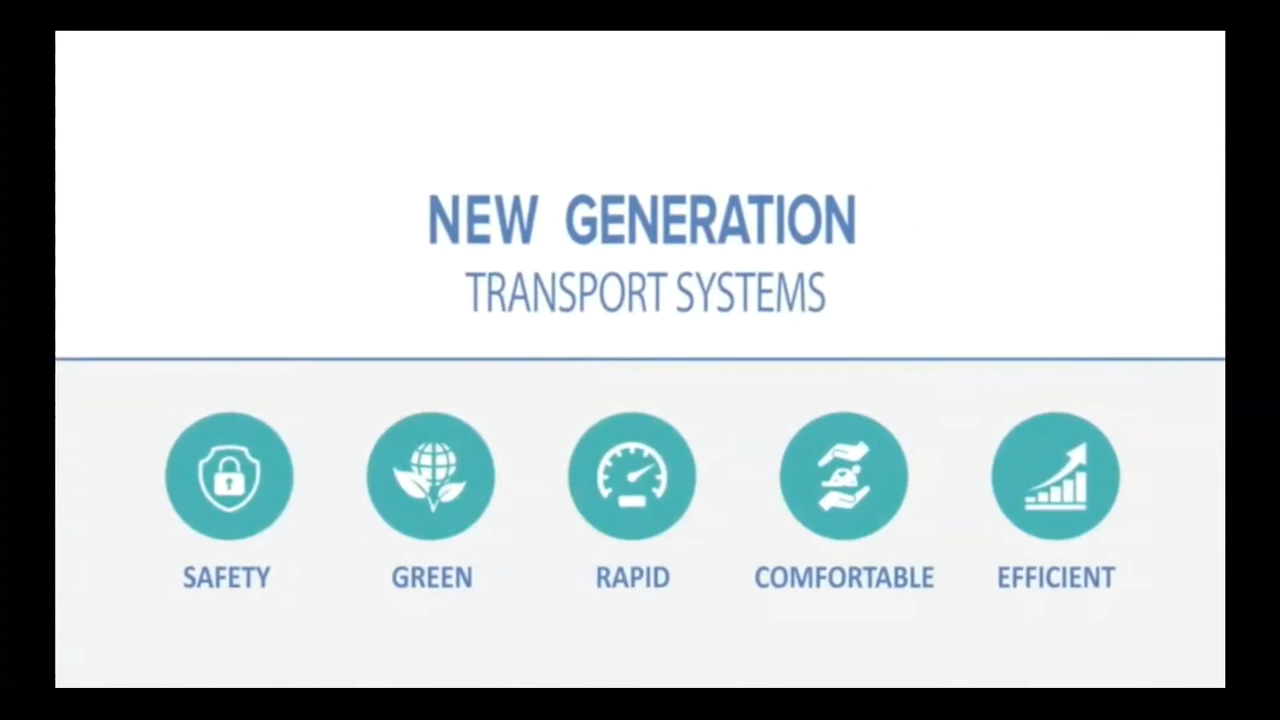 NEW GENERATION
TRANSPORT SYSTEMS
SAFETY GREEN RAPID COMFORTABLE EFFICIENT